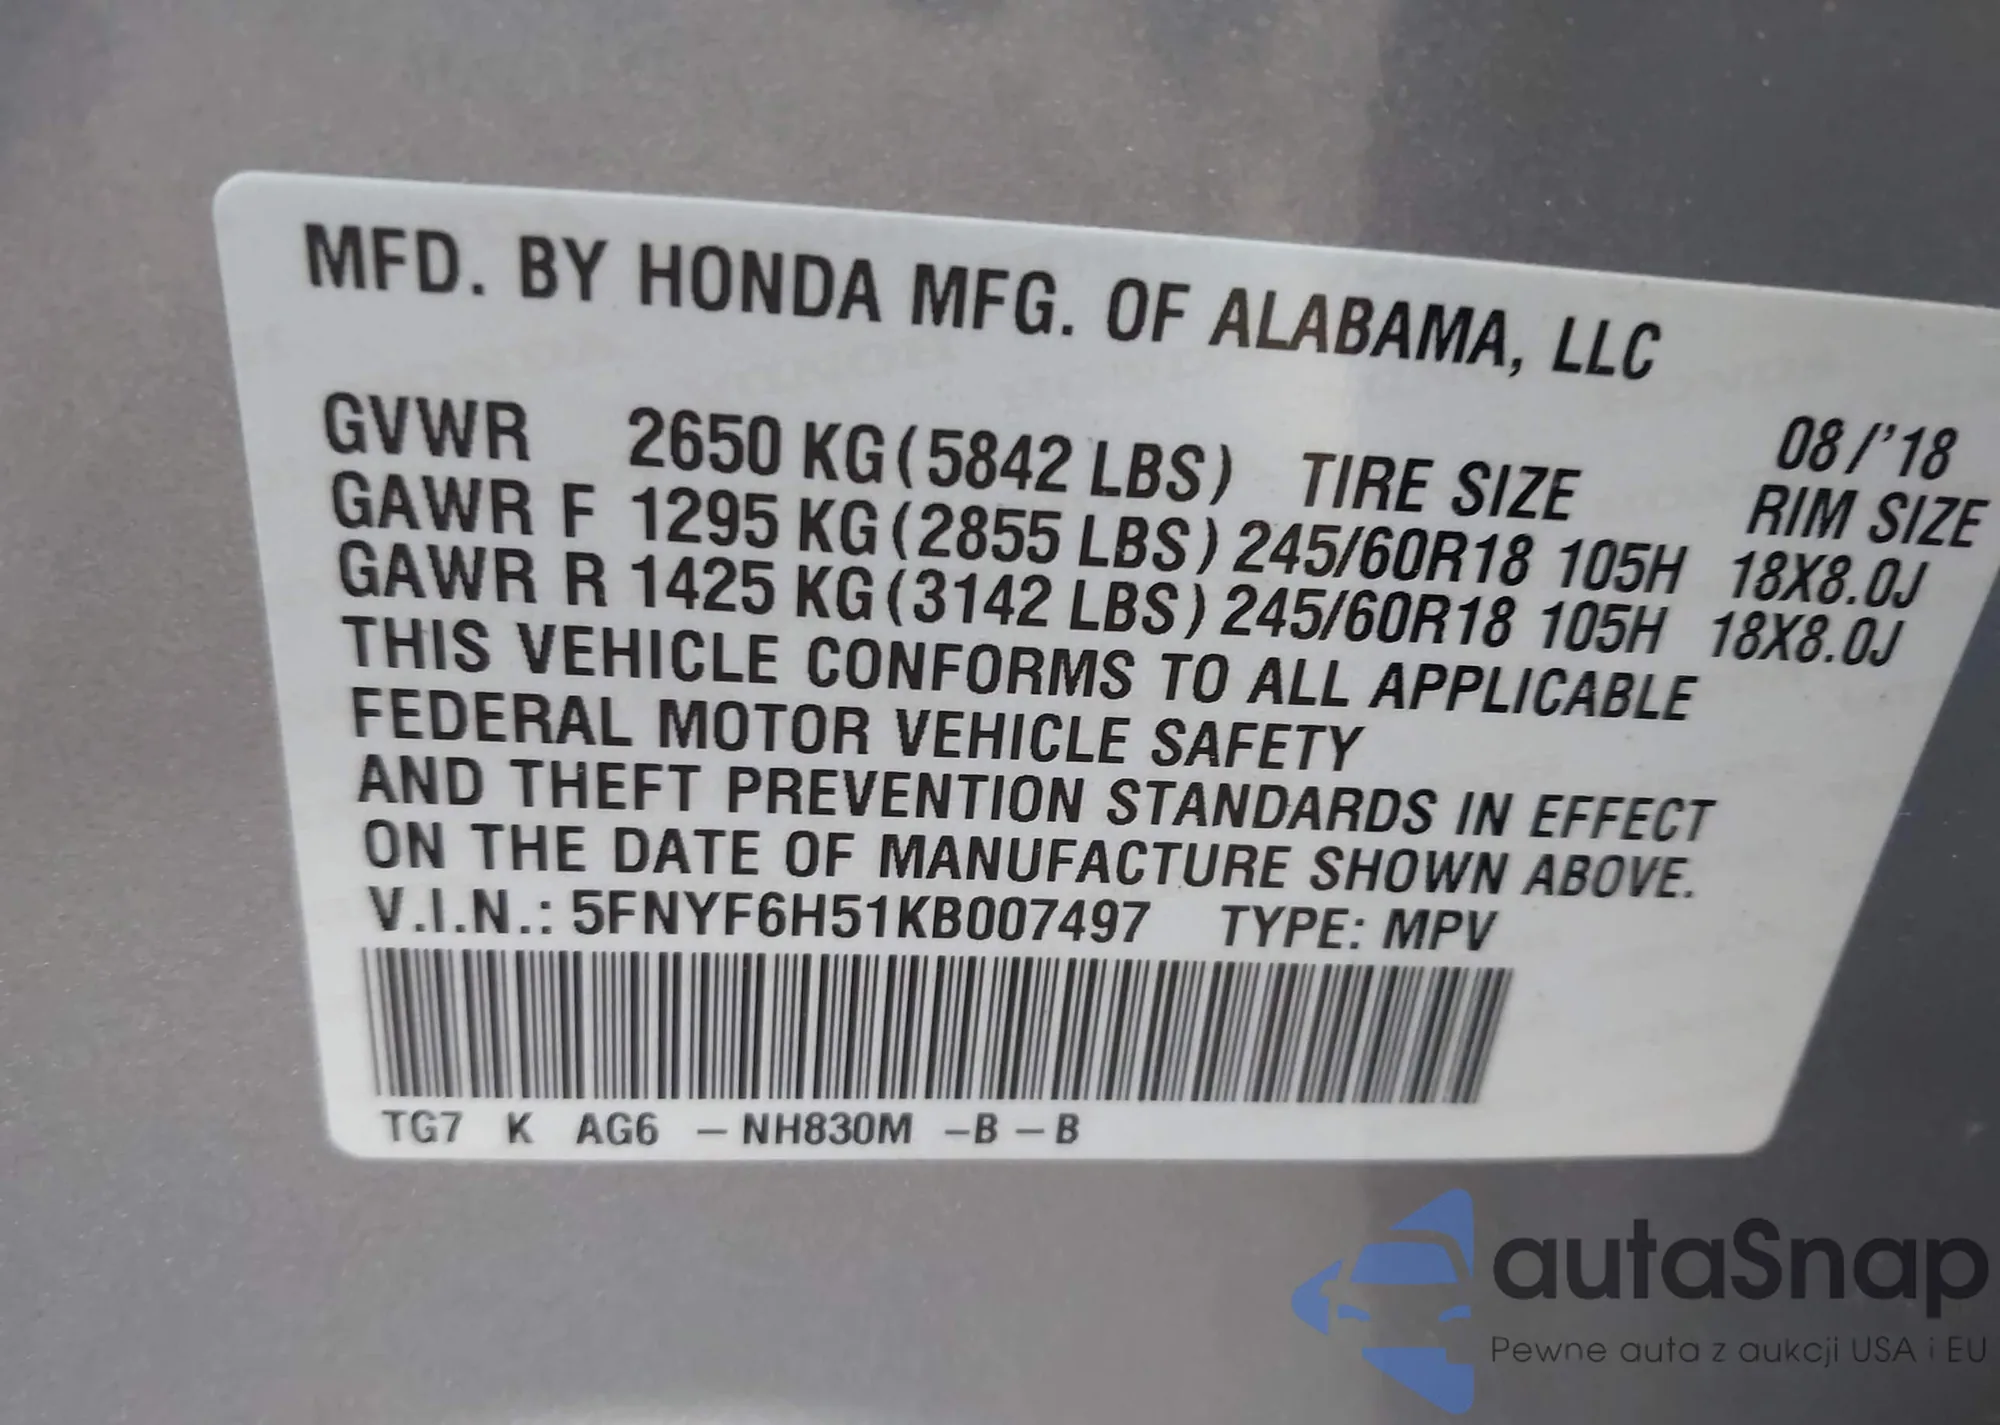 MFD. BY HONDA MFG. OF ALABAMA, LLC
08/'18
GVWR 2650 KG (5842 LBS) TIRE SIZE RIM SIZE
GAWR F 1295 KG (2855 LBS) 245/60R18 105H 18X8.0J
GAWR R 1425 KG (3142 LBS) 245/60R18 105H 18X8.0J
THIS VEHICLE CONFORMS TO ALL APPLICABLE
FEDERAL MOTOR VEHICLE SAFETY
AND THEFT PREVENTION STANDARDS IN EFFECT
ON THE DATE OF MANUFACTURE SHOWN ABOVE.
V.I.N.: 5FNYF6H51KB007497 TYPE: MPV
TG7 K AG6 – NH830M –B – B
autaSnap
Pewne auta z aukcji USA i EU